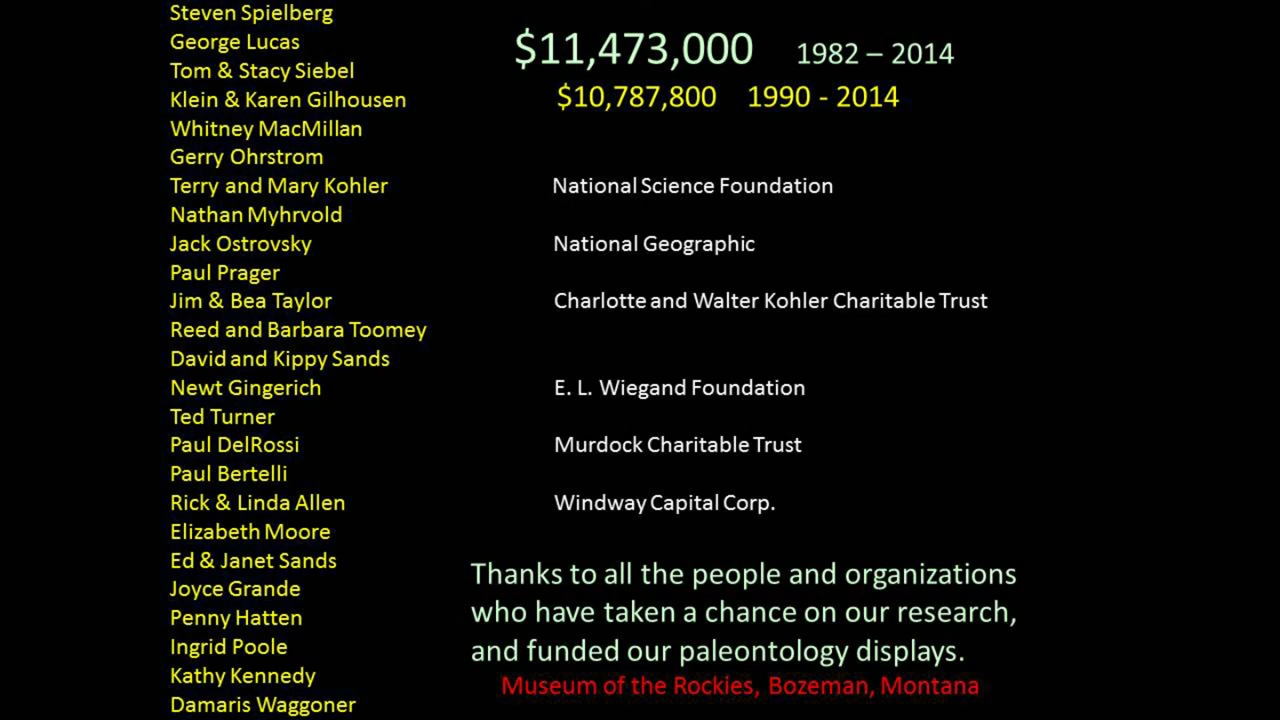 Steven Spielberg
George Lucas
Tom & Stacy Siebel
Klein & Karen Gilhousen
Whitney MacMillan
Gerry Ohrstrom
Terry and Mary Kohler
Nathan Myhrvold
Jack Ostrovsky
Paul Prager
Jim & Bea Taylor
Reed and Barbara Toomey
David and Kippy Sands
Newt Gingerich
Ted Turner
Paul DelRossi
Paul Bertelli
Rick & Linda Allen
Elizabeth Moore
Ed & Janet Sands
Joyce Grande
Penny Hatten
Ingrid Poole
Kathy Kennedy
Damaris Waggoner
$11,473,000 1982 – 2014
$10,787,800 1990 - 2014
National Science Foundation
National Geographic
Charlotte and Walter Kohler Charitable Trust
E. L. Wiegand Foundation
Murdock Charitable Trust
Windway Capital Corp.
Thanks to all the people and organizations
who have taken a chance on our research,
and funded our paleontology displays.
Museum of the Rockies, Bozeman, Montana